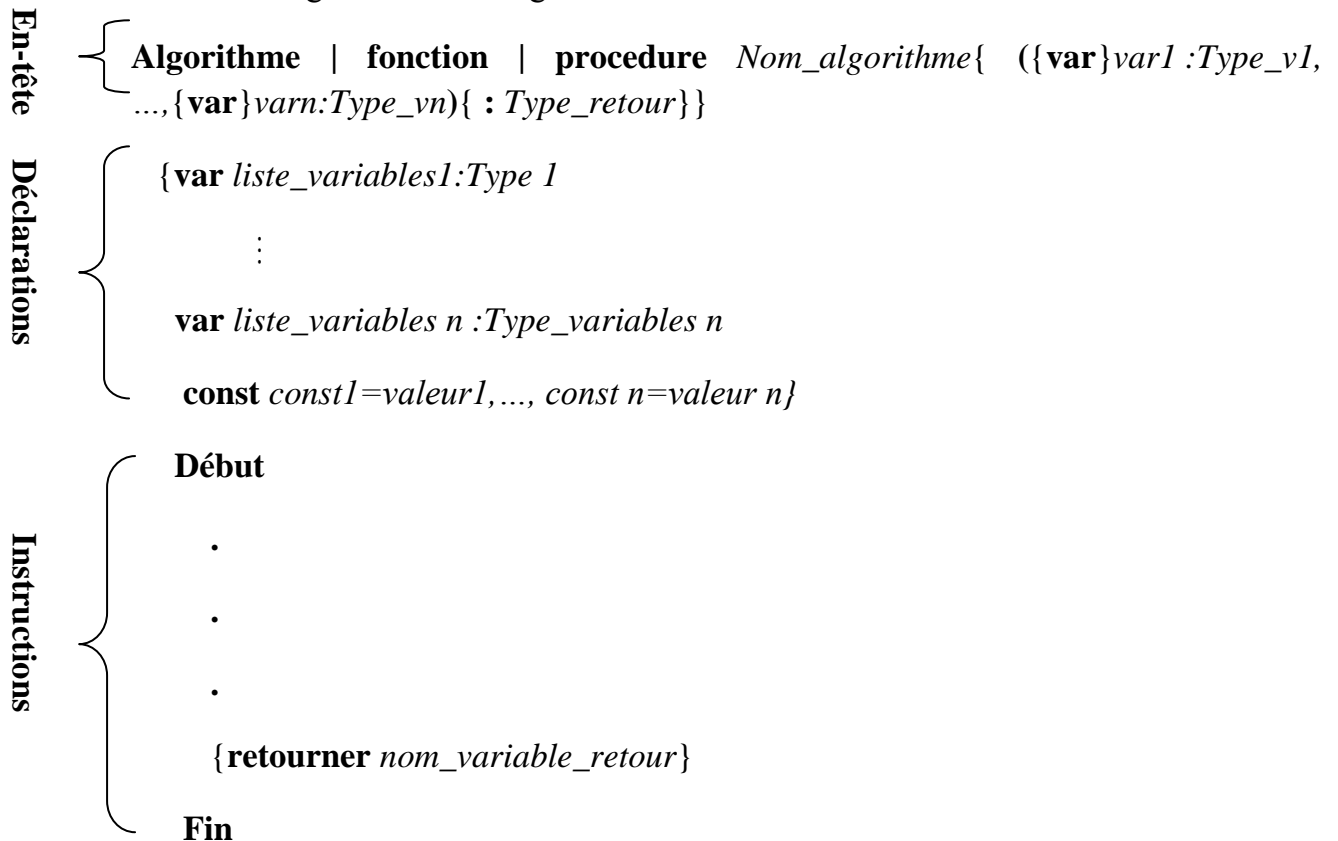 En-tête
Algorithme | fonction | procedure Nom_algorithme{ ({var}var1 :Type_v1,
...,{var}varn:Type_vn){ : Type_retour}}
Déclarations
{var liste_variables1:Type 1
⋮
var liste_variables n :Type_variables n
const const1=valeur1,..., const n=valeur n}
Instructions
Début
.
.
.
{retourner nom_variable_retour}
Fin